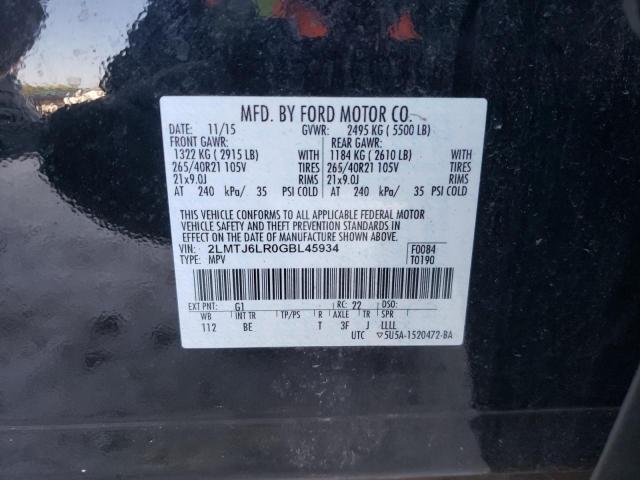 MFD. BY FORD MOTOR CO.
DATE: 11/15 GVWR: 2495 KG ( 5500 LB)
FRONT GAWR: REAR GAWR:
1322 KG ( 2915 LB) WITH 1184 KG ( 2610 LB) WITH
265/40R21 105V TIRES 265/40R21 105V TIRES
21x9.0J RIMS 21x9.0J RIMS
AT 240 kPa/ 35 PSI COLD AT 240 kPa/ 35 PSI COLD
THIS VEHICLE CONFORMS TO ALL APPLICABLE FEDERAL MOTOR
VEHICLE SAFETY AND THEFT PREVENTION STANDARDS
IN EFFECT ON THE DATE OF MANUFACTURE SHOWN ABOVE.
VIN: 2LMTJ6LR0GBL45934 F0084
TYPE: MPV T0190
EXT PNT: G1 RC: 22 DSO:
WB INT TR TP/PS R AXLE TR SPR
112 BE T 3F J LLLL
UTC ▽5U5A-1520472-BA